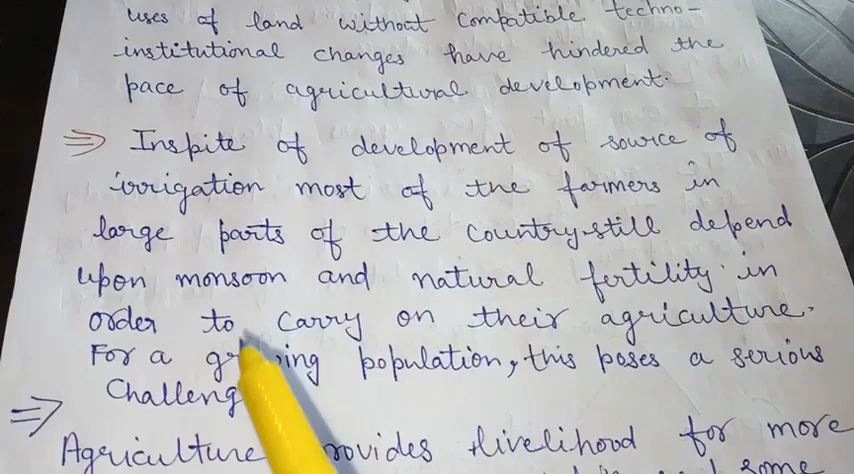 uses of land without compatible techno-
institutional changes have hindered the
pace of agricultural development.
⇒ Inspite of development of source of
irrigation most of the farmers in
large parts of the country still depend
upon monsoon and natural fertility in
order to carry on their agriculture.
For a population, this poses a serious
⇒ Challeng
Agriculture livelihood for more
some